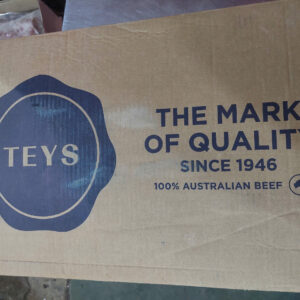 TEYS
THE MARK
OF QUALITY
SINCE 1946
100% AUSTRALIAN BEEF